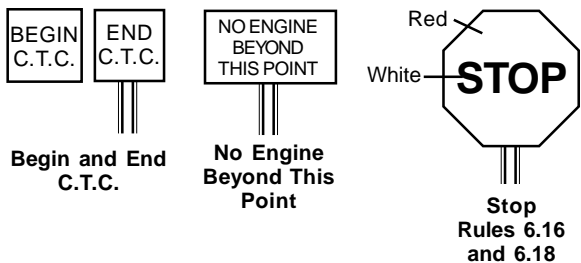 BEGIN
C.T.C.
END
C.T.C.
Begin and End
C.T.C.
NO ENGINE
BEYOND
THIS POINT
No Engine
Beyond This
Point
Red
White
STOP
Stop
Rules 6.16
and 6.18